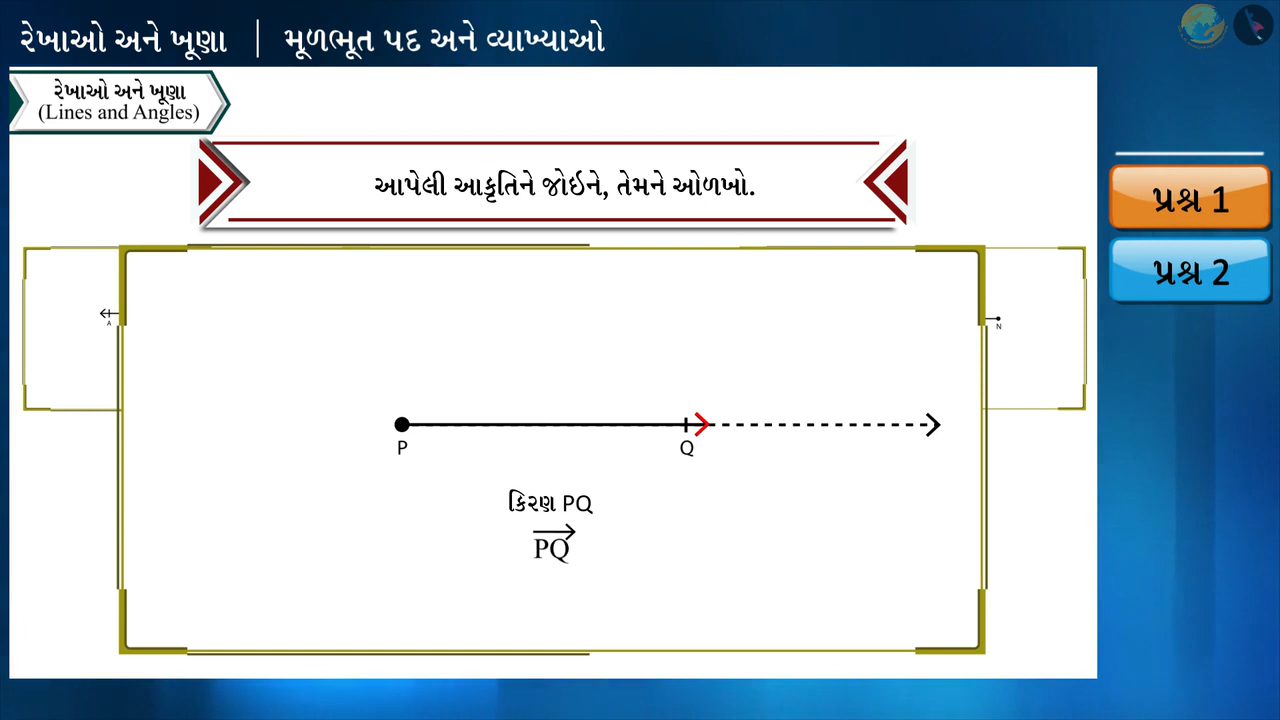 રેખાઓ અને ખૂણા | મૂળભૂત પદ અને વ્યાખ્યાઓ
રેખાઓ અને ખૂણા
(Lines and Angles)
આપેલી આકૃતિને જોઇને, તેમને ઓળખો.
પ્રશ્ન 1
પ્રશ્ન 2
A
N
P
Q
કિરણ PQ
PQ